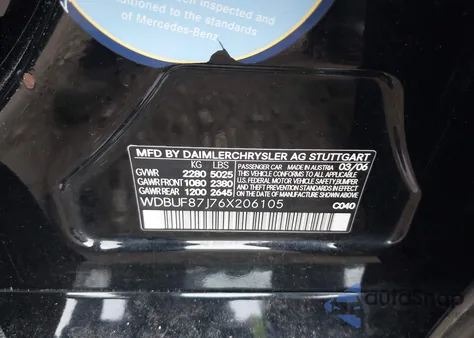 inspected and
ditioned to the standards
of Mercedes-Benz
MFD BY DAIMLERCHRYSLER AG STUTTGART
KG LBS PASSENGER CAR MADE IN AUSTRIA 03/06
GVWR 2280 5025 THIS VEHICLE CONFORMS TO ALL APPLICABLE
GAWR FRONT 1080 2380 U.S. FEDERAL MOTOR VEHICLE SAFETY, BUMPER
GAWR REAR 1200 2645 AND THEFT PREVENTION STANDARDS IN EFFECT ON
THE DATE OF MANUFACTURE SHOWN ABOVE
WDBUF87J76X206105 C040
autosnap